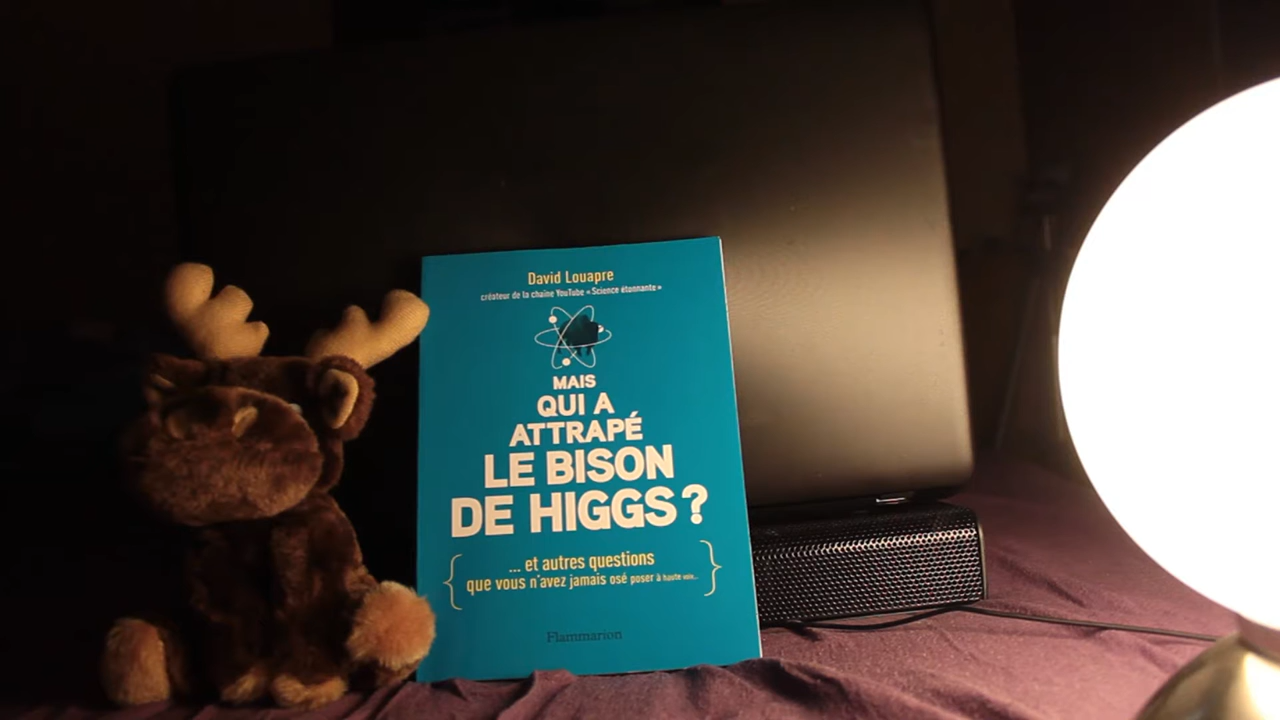 David Louapre
créateur de la chaîne YouTube « Science étonnante »
MAIS
QUI A
ATTRAPÉ
LE BISON
DE HIGGS ?
... et autres questions
que vous n'avez jamais osé poser à haute voix...
Flammarion